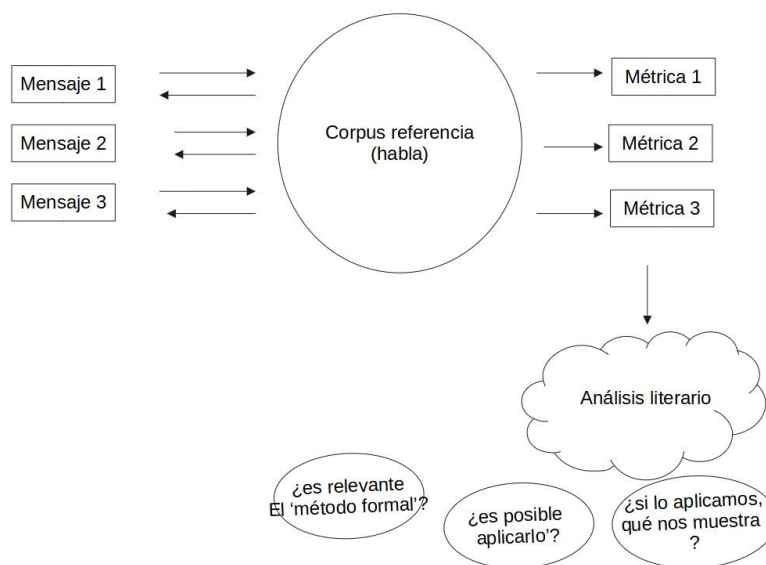 Mensaje 1
Mensaje 2
Mensaje 3
Corpus referencia
(habla)
Métrica 1
Métrica 2
Métrica 3
Análisis literario
¿es relevante
El ‘método formal’?
¿es posible
aplicarlo’?
¿si lo aplicamos,
qué nos muestra
?